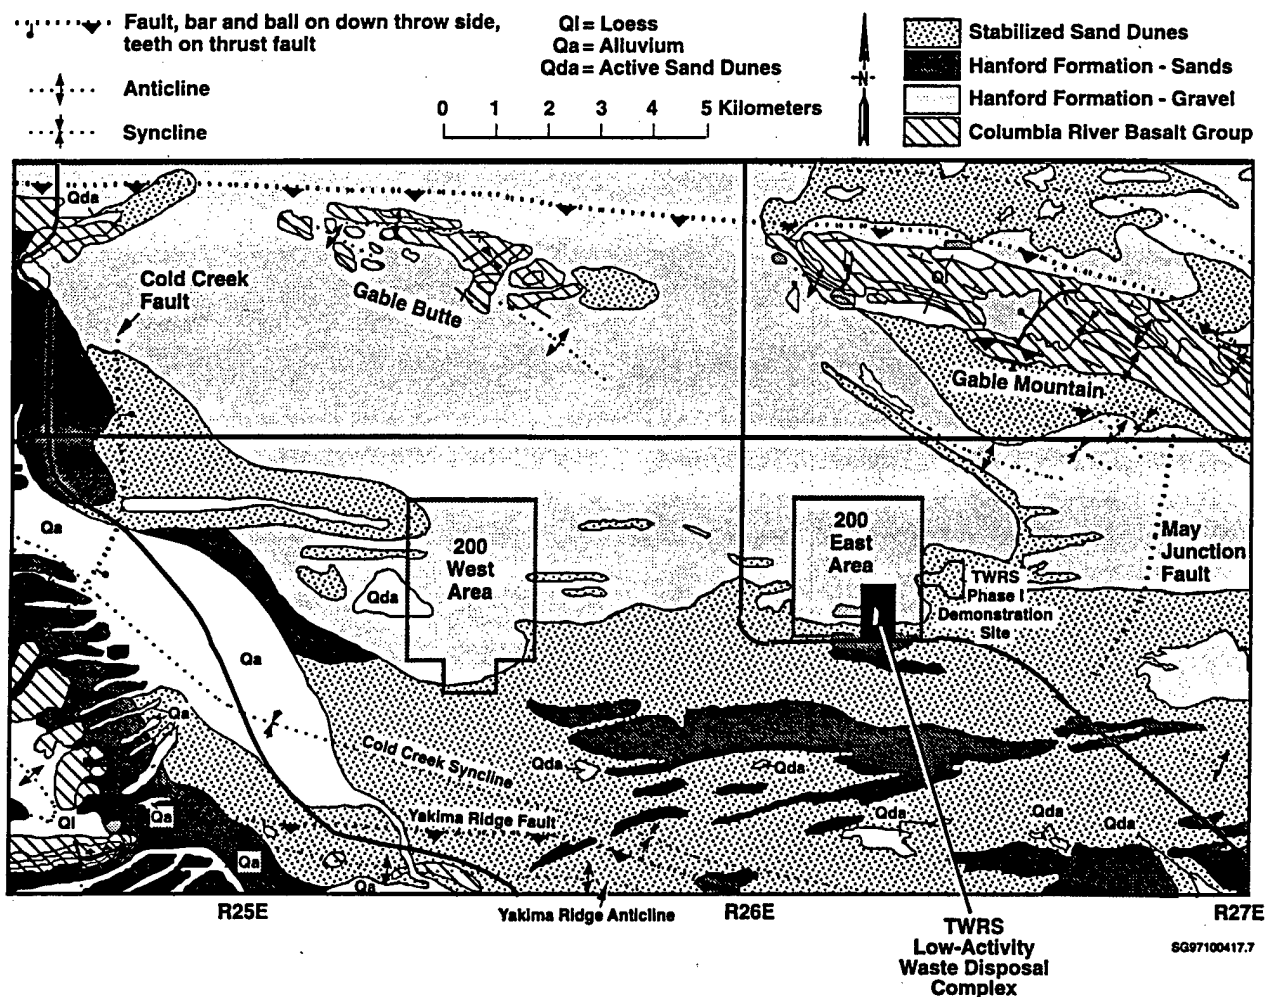 Fault, bar and ball on down throw side,
teeth on thrust fault
Anticline
Syncline
Ql = Loess
Qa = Alluvium
Qda = Active Sand Dunes
0 1 2 3 4 5 Kilometers
N
Stabilized Sand Dunes
Hanford Formation - Sands
Hanford Formation - Gravel
Columbia River Basalt Group
Qda
Cold Creek
Fault
Gable Butte
Ql
Gable Mountain
Qa
200
West
Area
Qda
200
East
Area
TWRS
Phase I
Demonstration
Site
May
Junction
Fault
Qa
Qa
Cold Creek Syncline
Qda
Qda
Yakima Ridge Fault
Qda
Qda
Qda
Ql
Qa
Qa
Qa
R25E
Yakima Ridge Anticline
R26E
R27E
TWRS
Low-Activity
Waste Disposal
Complex
SG97100417.7